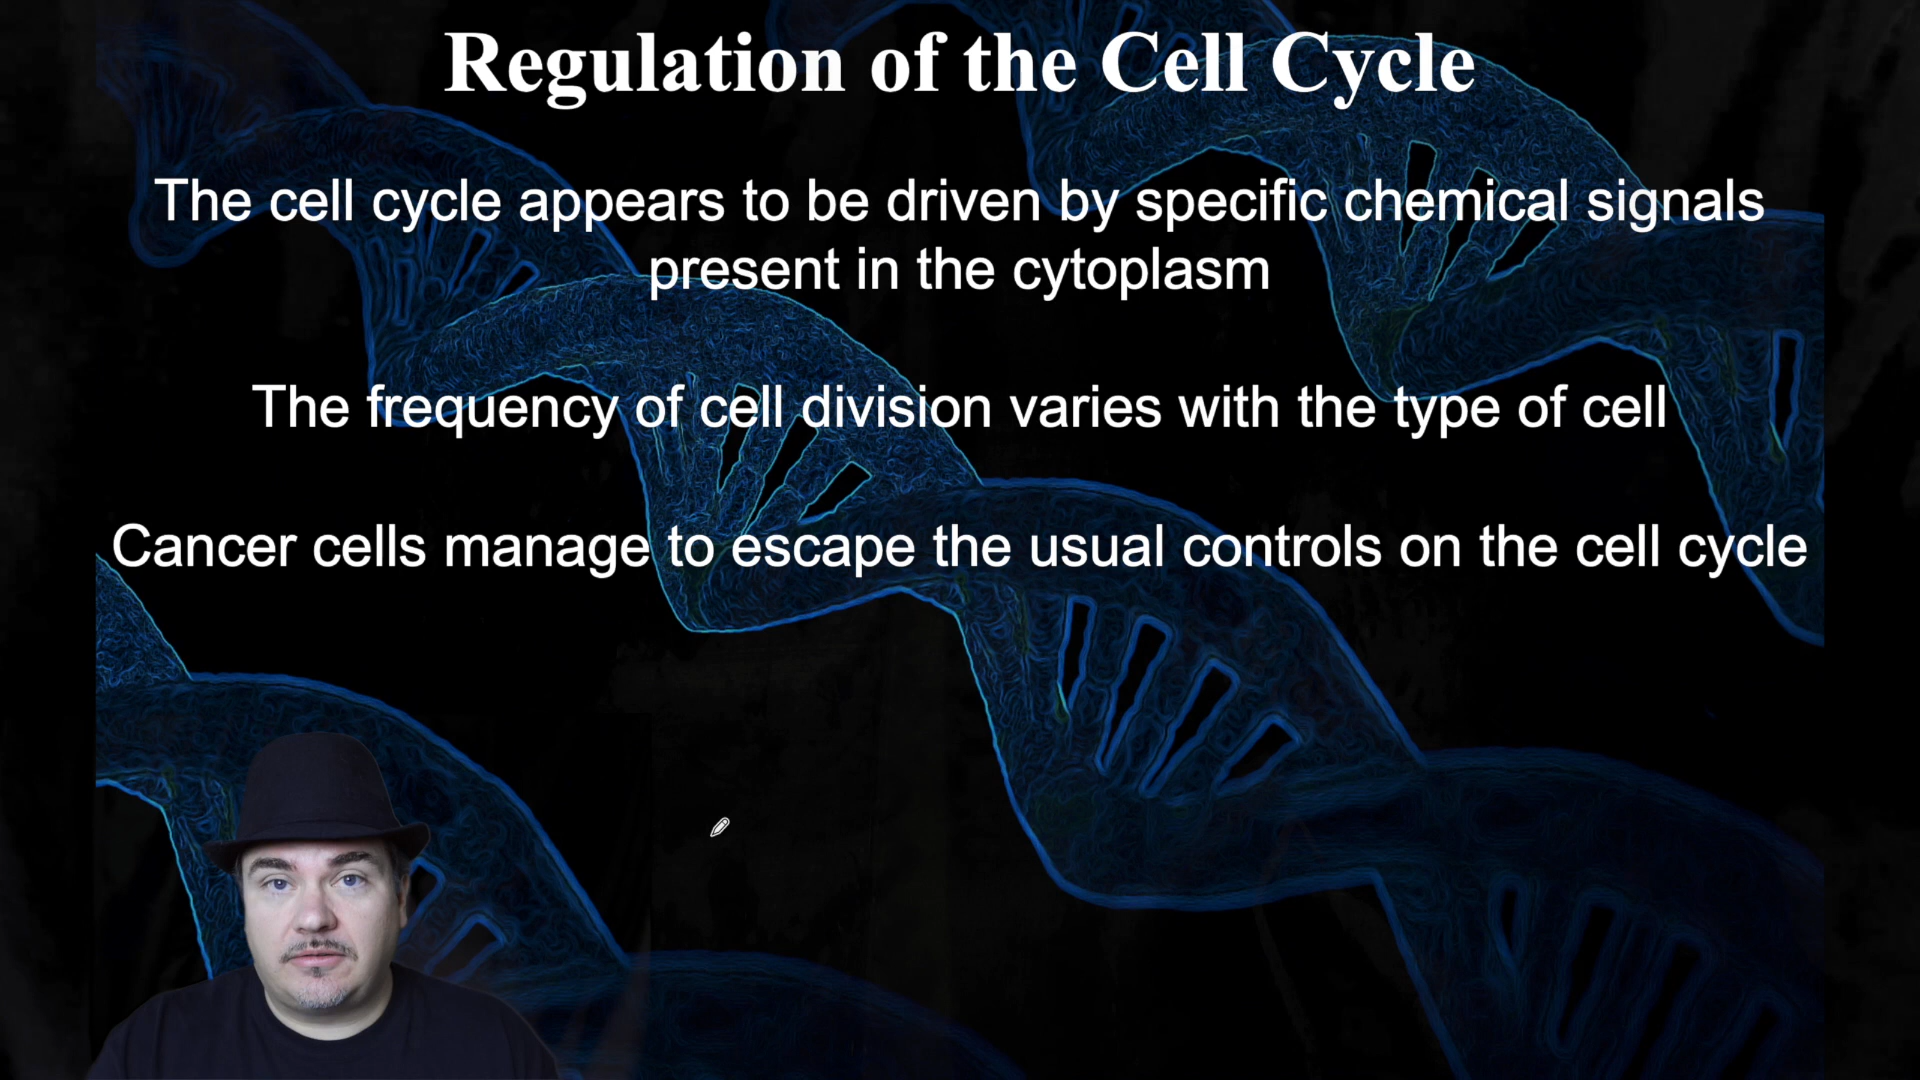 Regulation of the Cell Cycle
The cell cycle appears to be driven by specific chemical signals
present in the cytoplasm
The frequency of cell division varies with the type of cell
Cancer cells manage to escape the usual controls on the cell cycle